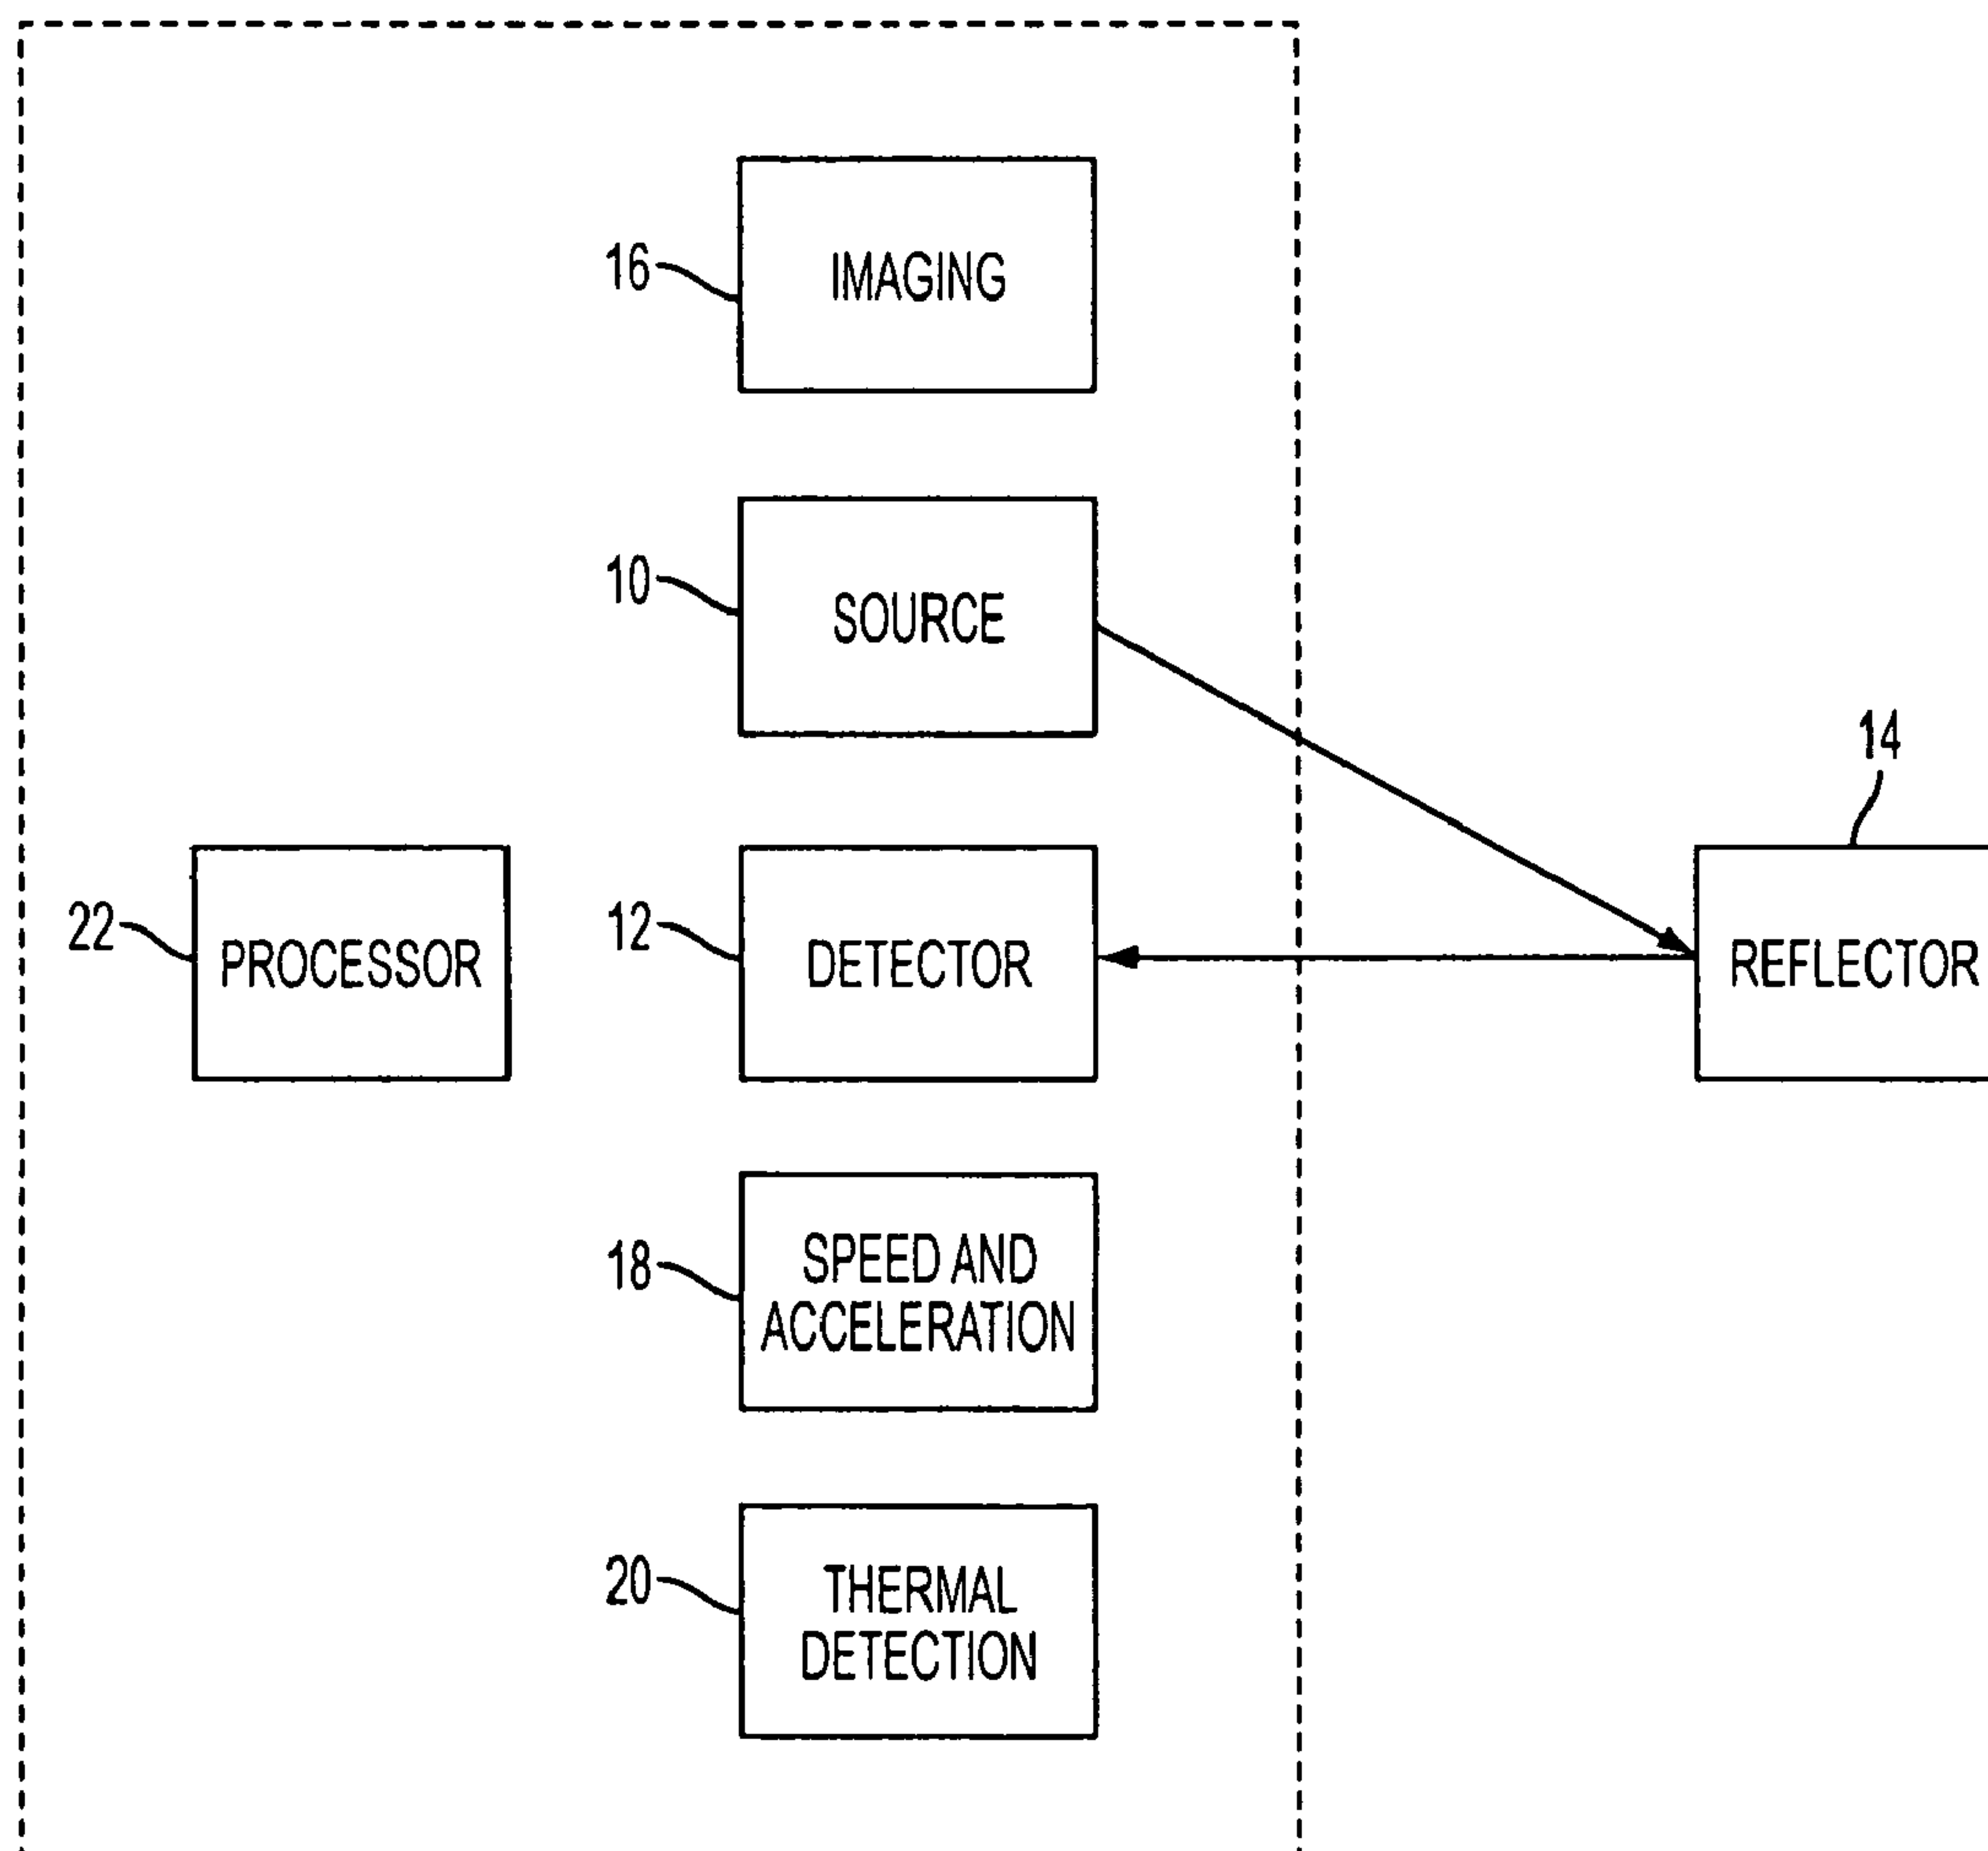 16
IMAGING
10
SOURCE
14
22
PROCESSOR
12
DETECTOR
REFLECTOR
18
SPEED AND
ACCELERATION
20
THERMAL
DETECTION